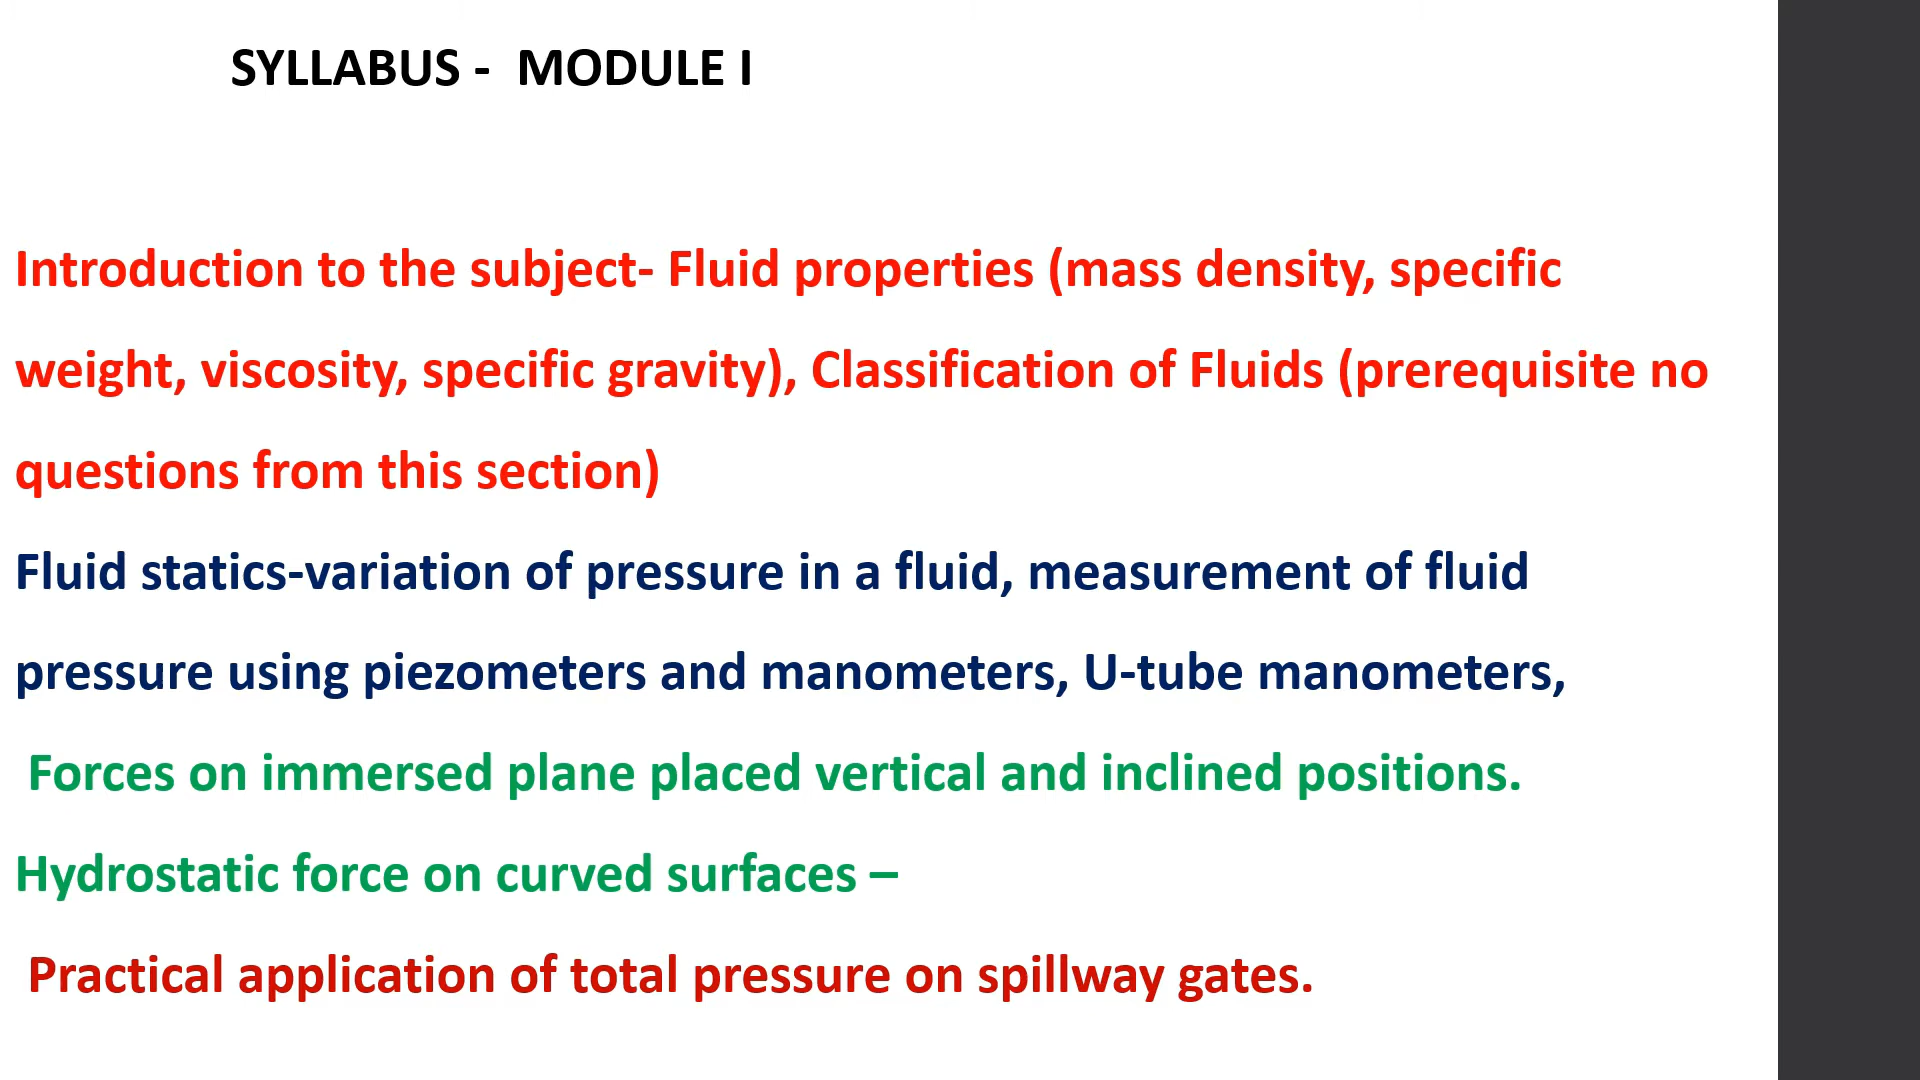 SYLLABUS - MODULE I
Introduction to the subject- Fluid properties (mass density, specific
weight, viscosity, specific gravity), Classification of Fluids (prerequisite no
questions from this section)
Fluid statics-variation of pressure in a fluid, measurement of fluid
pressure using piezometers and manometers, U-tube manometers,
Forces on immersed plane placed vertical and inclined positions.
Hydrostatic force on curved surfaces –
Practical application of total pressure on spillway gates.